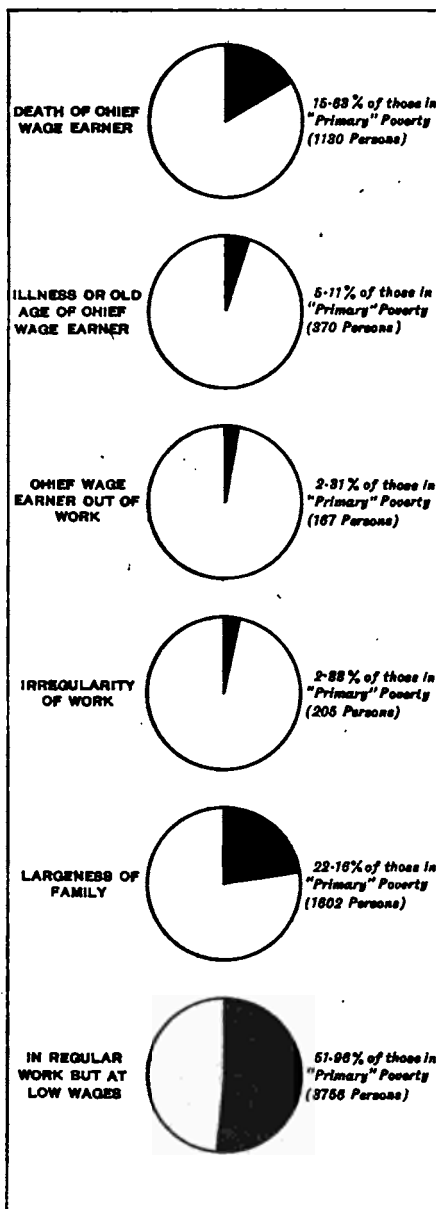 DEATH OF CHIEF
WAGE EARNER
15·63% of those in
"Primary" Poverty
(1130 Persons)
ILLNESS OR OLD
AGE OF CHIEF
WAGE EARNER
5·11% of those in
"Primary" Poverty
(370 Persons)
CHIEF WAGE
EARNER OUT OF
WORK
2·31% of those in
"Primary" Poverty
(167 Persons)
IRREGULARITY
OF WORK
2·83% of those in
"Primary" Poverty
(205 Persons)
LARGENESS OF
FAMILY
22·16% of those in
"Primary" Poverty
(1602 Persons)
IN REGULAR
WORK BUT AT
LOW WAGES
51·96% of those in
"Primary" Poverty
(3756 Persons)